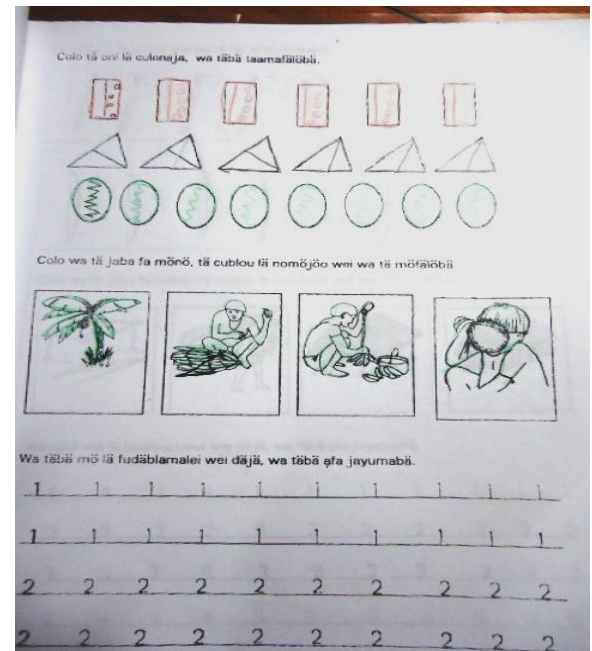 Colo tä la culonaja, wa täbä taamafälöbä.
Colo wa tä jaba fa mönö, tä cublou lä nomöjöo wei wa tä möfälöbä
Wa täbä mö lä fudäblamalei wei däjä, wa täbä afa jayumabä.
1 1 1 1 1 1 1 1 1 1
1 1 1 1 1 1 1 1 1 1
2 2 2 2 2 2 2 2 2 2
2 2 2 2 2 2 2 2 2 2